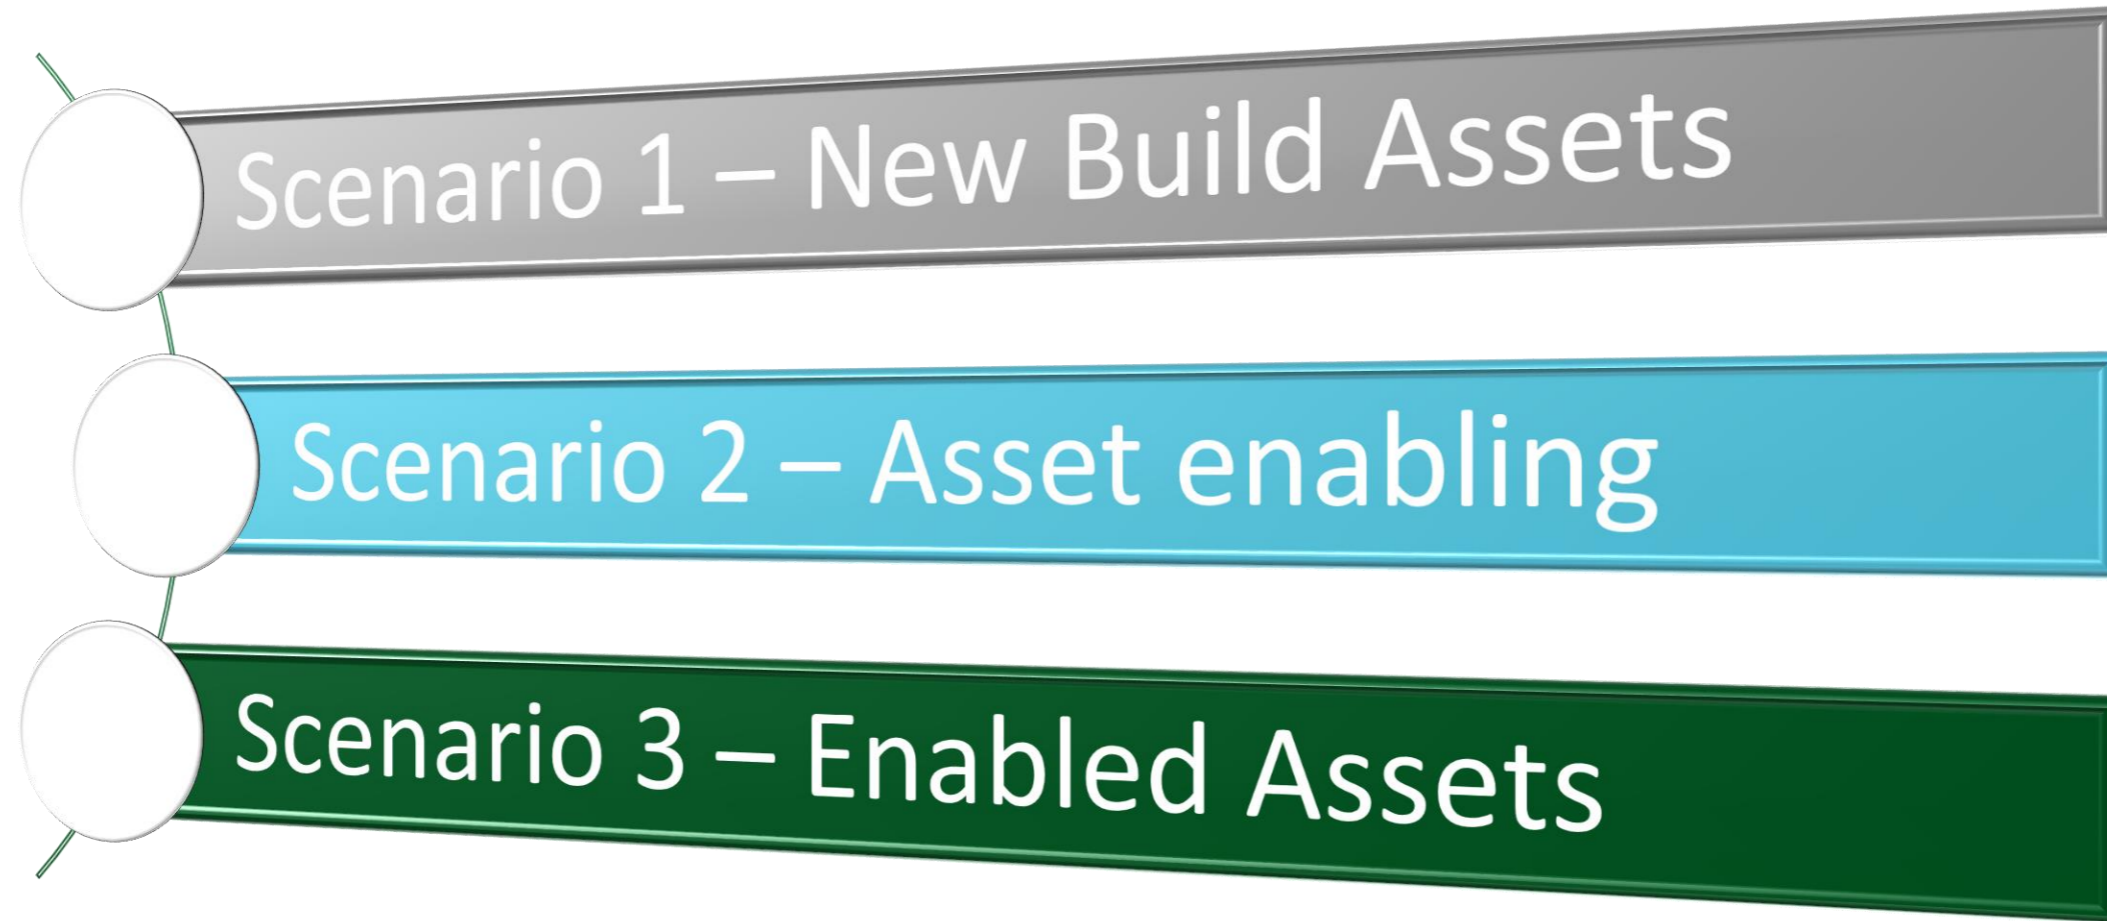 Scenario 1 – New Build Assets
Scenario 2 – Asset enabling
Scenario 3 – Enabled Assets